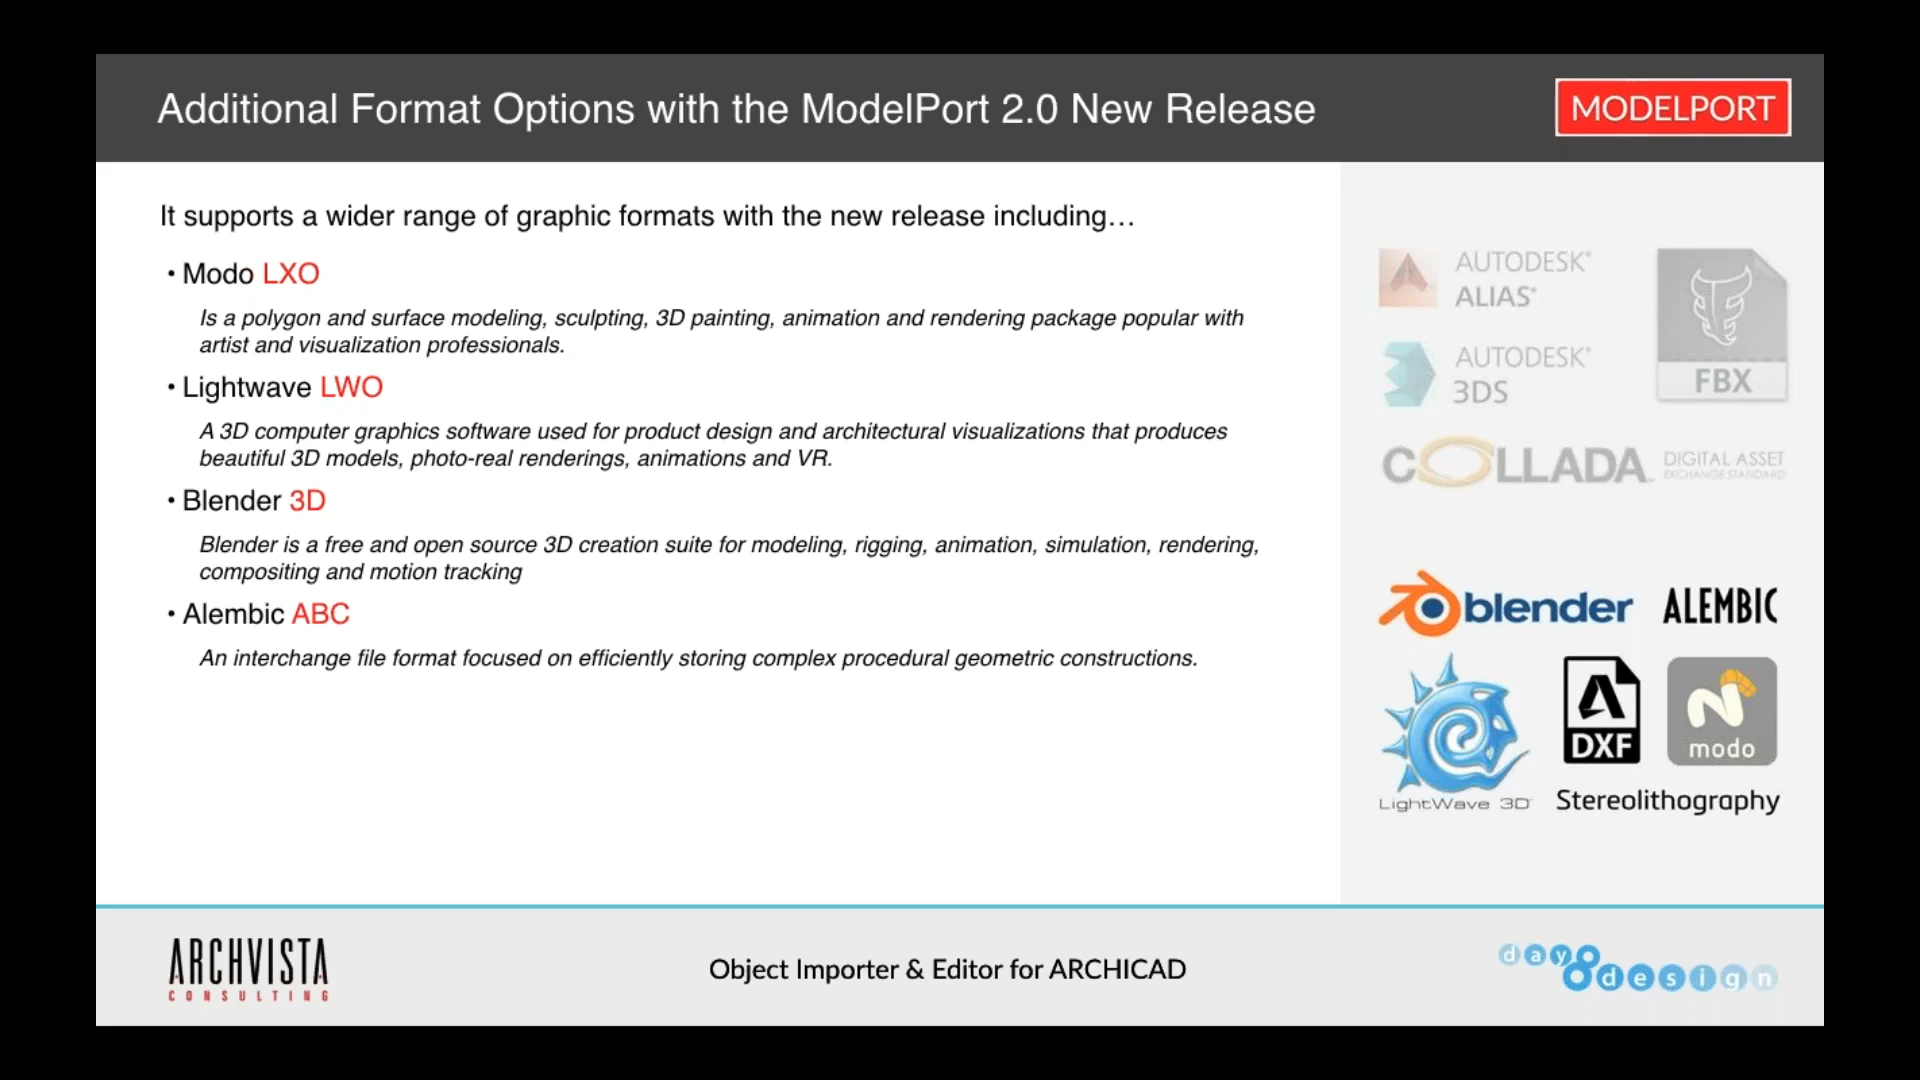 Additional Format Options with the ModelPort 2.0 New Release
MODELPORT
It supports a wider range of graphic formats with the new release including…
• Modo LXO
Is a polygon and surface modeling, sculpting, 3D painting, animation and rendering package popular with
artist and visualization professionals.
• Lightwave LWO
A 3D computer graphics software used for product design and architectural visualizations that produces
beautiful 3D models, photo-real renderings, animations and VR.
• Blender 3D
Blender is a free and open source 3D creation suite for modeling, rigging, animation, simulation, rendering,
compositing and motion tracking
• Alembic ABC
An interchange file format focused on efficiently storing complex procedural geometric constructions.
AUTODESK®
ALIAS®
FBX
AUTODESK®
3DS
COLLADA™
DIGITAL ASSET
EXCHANGE STANDARD
blender
ALEMBIC
LightWave 3D
DXF
modo
Stereolithography
ARCHVISTA
CONSULTING
Object Importer & Editor for ARCHICAD
day8
design